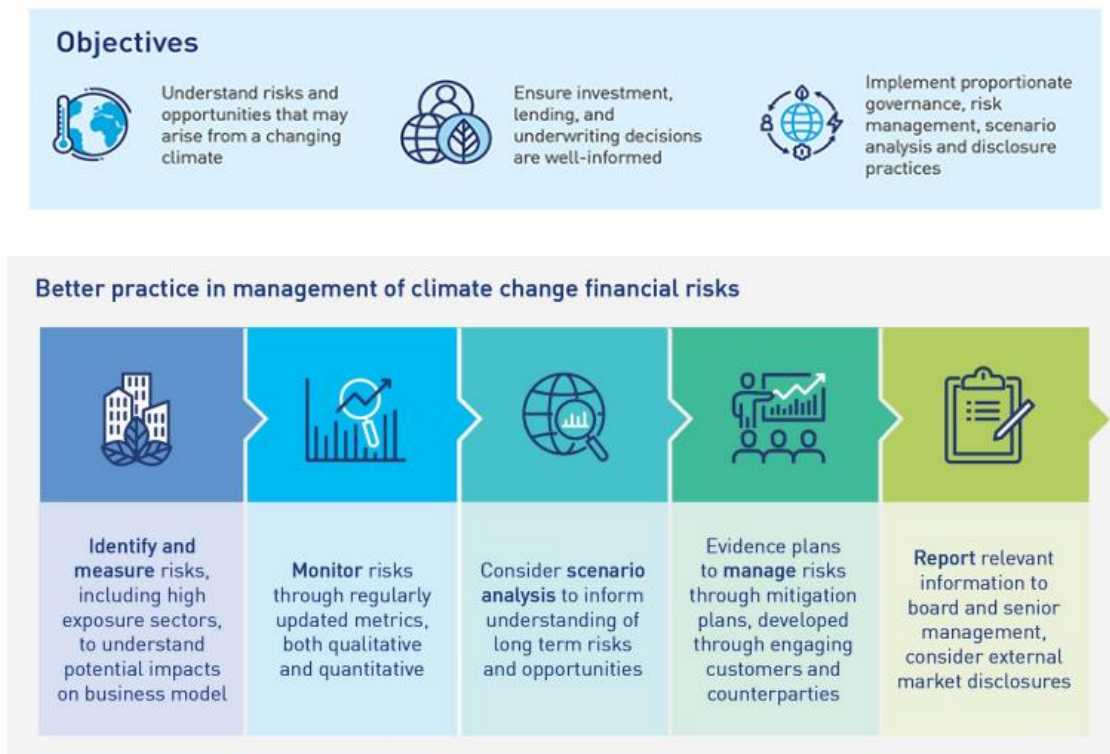 Objectives
Understand risks and
opportunities that may
arise from a changing
climate
Ensure investment,
lending, and
underwriting decisions
are well-informed
Implement proportionate
governance, risk
management, scenario
analysis and disclosure
practices
Better practice in management of climate change financial risks
Identify and
measure risks,
including high
exposure sectors,
to understand
potential impacts
on business model
Monitor risks
through regularly
updated metrics,
both qualitative
and quantitative
Consider scenario
analysis to inform
understanding of
long term risks
and opportunities
Evidence plans
to manage risks
through mitigation
plans, developed
through engaging
customers and
counterparties
Report relevant
information to
board and senior
management,
consider external
market disclosures